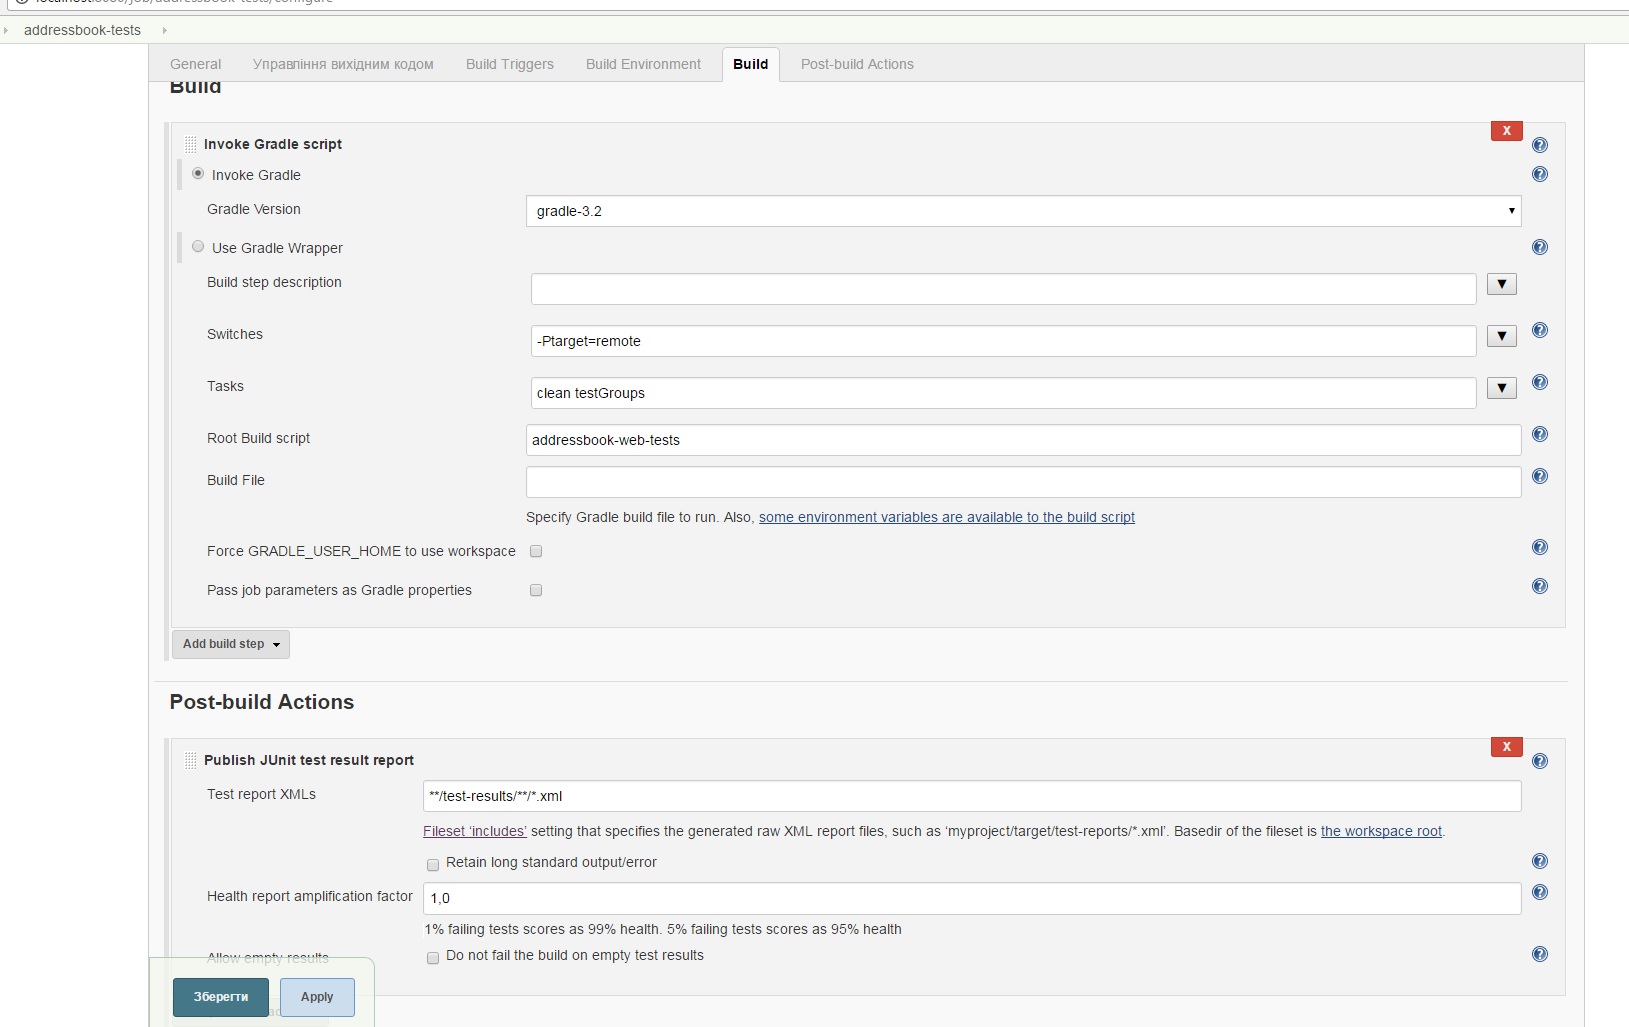 localhost:8080/job/addressbook-tests/configure
addressbook-tests
General Управління вихідним кодом Build Triggers Build Environment Build Post-build Actions
Build
Invoke Gradle script
X
Invoke Gradle
Gradle Version
gradle-3.2
Use Gradle Wrapper
Build step description
Switches
-Ptarget=remote
Tasks
clean testGroups
Root Build script
addressbook-web-tests
Build File
Specify Gradle build file to run. Also, some environment variables are available to the build script
Force GRADLE_USER_HOME to use workspace
Pass job parameters as Gradle properties
Add build step
Post-build Actions
Publish JUnit test result report
X
Test report XMLs
**/test-results/**/*.xml
Fileset ‘includes’ setting that specifies the generated raw XML report files, such as ‘myproject/target/test-reports/*.xml’. Basedir of the fileset is the workspace root.
Retain long standard output/error
Health report amplification factor
1,0
1% failing tests scores as 99% health. 5% failing tests scores as 95% health
Allow empty results
Do not fail the build on empty test results
Зберегти
Apply